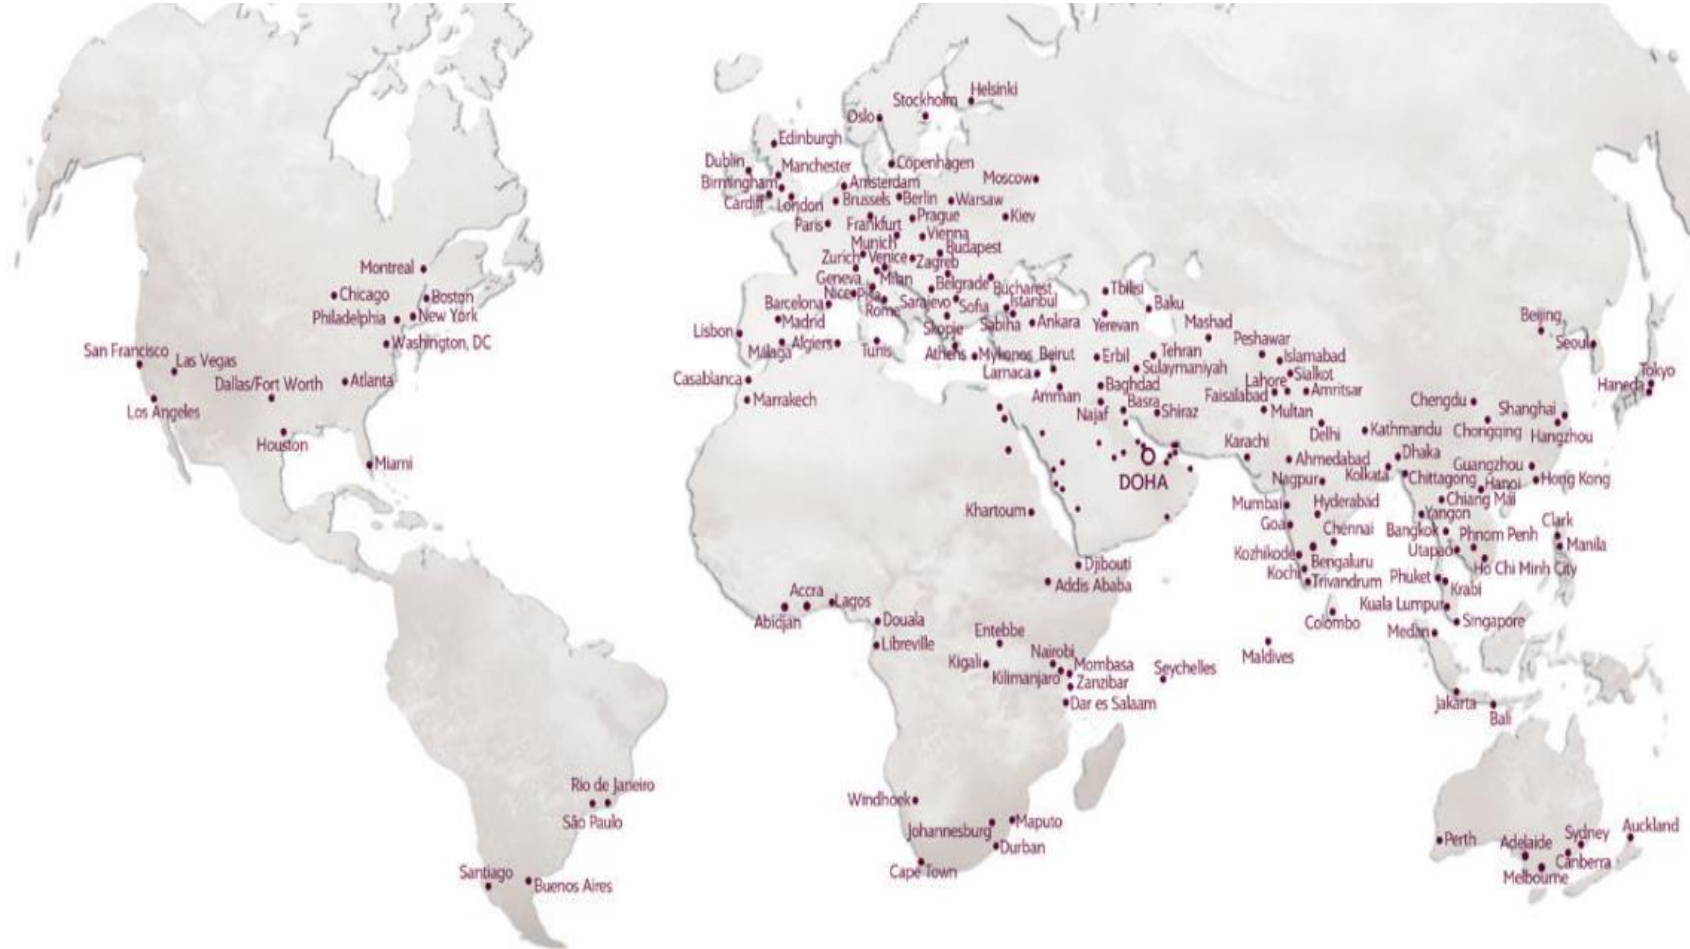 Montreal
Chicago
Boston
Philadelphia
New York
Washington, DC
San Francisco
Las Vegas
Dallas/Fort Worth
Atlanta
Los Angeles
Houston
Miami
Rio de Janeiro
São Paulo
Santiago
Buenos Aires
Helsinki
Stockholm
Oslo
Edinburgh
Dublin
Manchester
Copenhagen
Birmingham
Amsterdam
Moscow
Cardiff
London
Brussels
Berlin
Warsaw
Paris
Frankfurt
Prague
Kiev
Munich
Vienna
Budapest
Zurich
Venice
Zagreb
Geneva
Milan
Belgrade
Bucharest
Nice
Pisa
Barcelona
Rome
Sarajevo
Sofia
Istanbul
Madrid
Skopje
Sabiha
Ankara
Lisbon
Málaga
Algiers
Tunis
Athens
Mykonos
Beirut
Larnaca
Casablanca
Marrakech
Tbilisi
Baku
Yerevan
Mashad
Erbil
Tehran
Sulaymaniyah
Amman
Baghdad
Najaf
Basra
Shiraz
Peshawar
Islamabad
Sialkot
Lahore
Faisalabad
Amritsar
Multan
Delhi
Kathmandu
Karachi
Ahmedabad
Dhaka
Nagpur
Kolkata
Chittagong
DOHA
Mumbai
Hyderabad
Goa
Chennai
Kozhikode
Bengaluru
Kochi
Trivandrum
Colombo
Maldives
Khartoum
Djibouti
Addis Ababa
Accra
Lagos
Abidjan
Douala
Libreville
Entebbe
Kigali
Nairobi
Mombasa
Kilimanjaro
Zanzibar
Dar es Salaam
Seychelles
Windhoek
Johannesburg
Maputo
Durban
Cape Town
Beijing
Seoul
Tokyo
Haneda
Chengdu
Shanghai
Chongqing
Hangzhou
Guangzhou
Hanoi
Hong Kong
Chiang Mai
Yangon
Bangkok
Phnom Penh
Clark
Manila
Utapao
Ho Chi Minh City
Phuket
Krabi
Kuala Lumpur
Singapore
Medan
Jakarta
Bali
Perth
Adelaide
Sydney
Auckland
Canberra
Melbourne